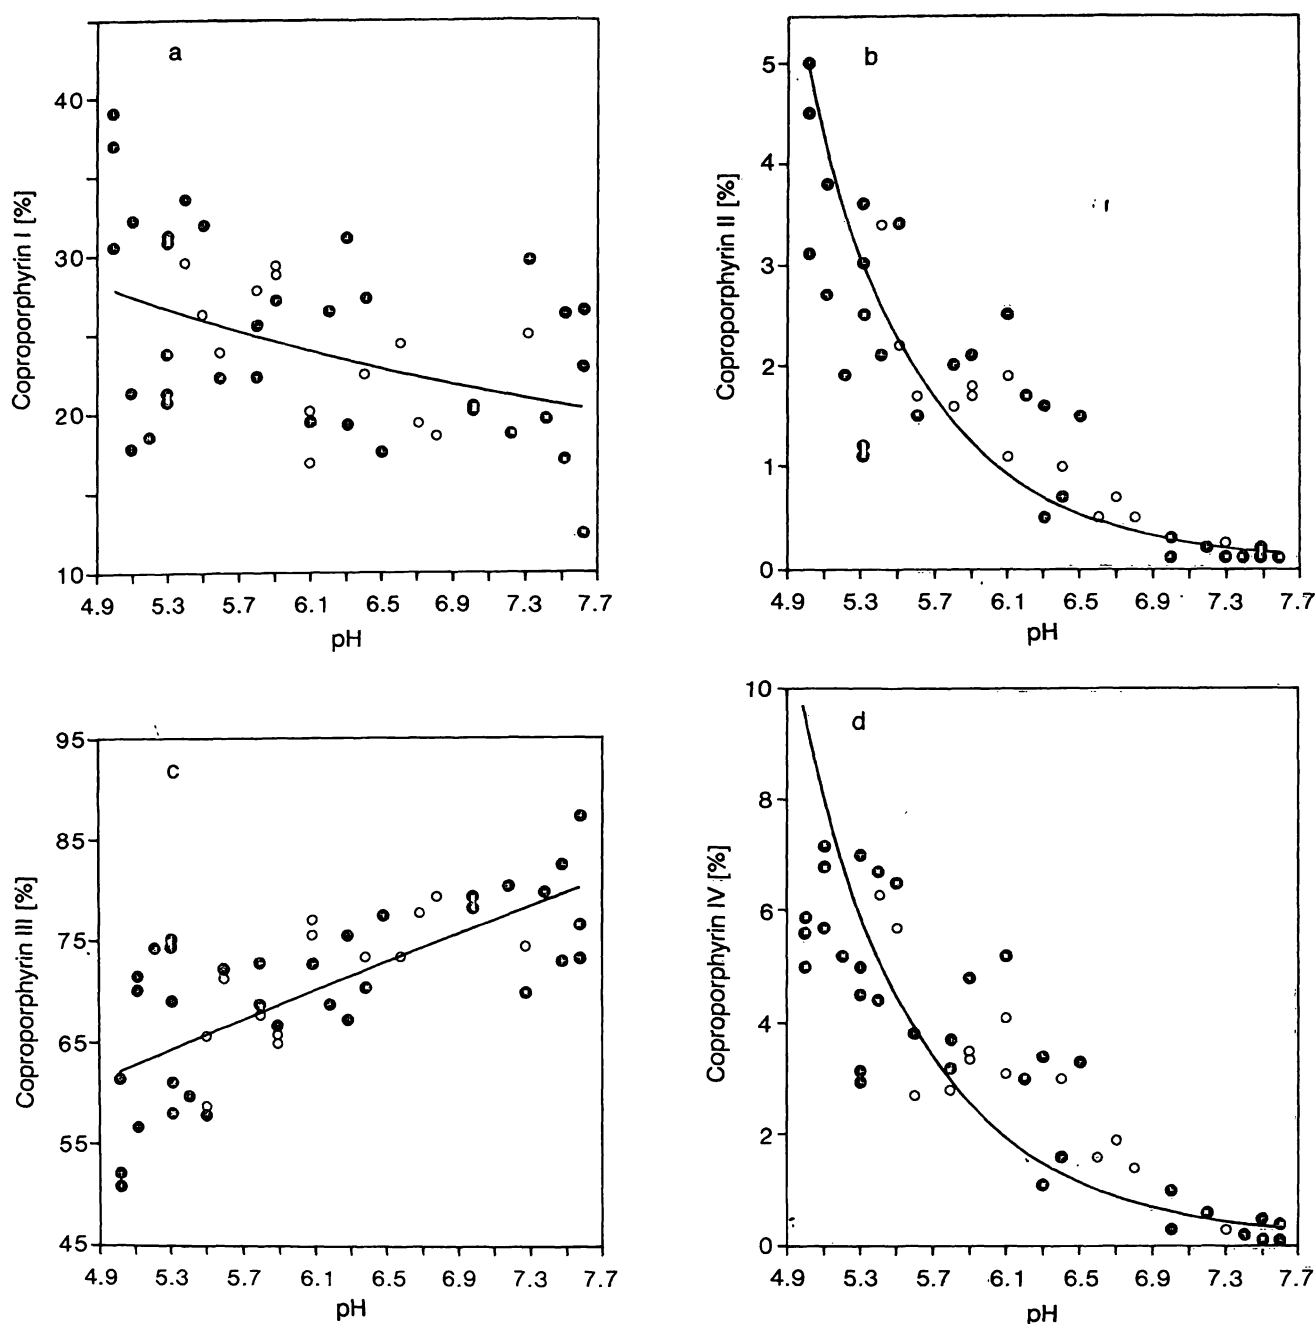 a
40
30
20
10
4.9 5.3 5.7 6.1 6.5 6.9 7.3 7.7
pH
Coproporphyrin I [%]
b
5
4
3
2
1
0
4.9 5.3 5.7 6.1 6.5 6.9 7.3 7.7
pH
Coproporphyrin II [%]
c
95
85
75
65
55
45
4.9 5.3 5.7 6.1 6.5 6.9 7.3 7.7
pH
Coproporphyrin III [%]
d
10
8
6
4
2
0
4.9 5.3 5.7 6.1 6.5 6.9 7.3 7.7
pH
Coproporphyrin IV [%]